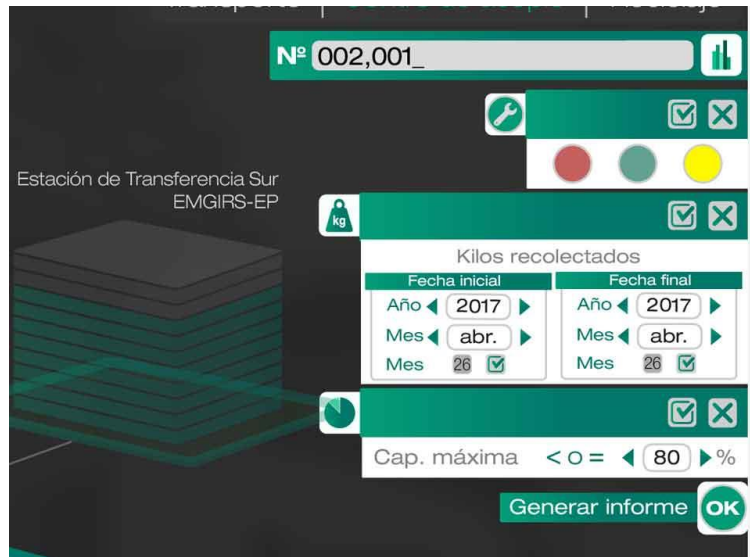 Nº 002,001_
Estación de Transferencia Sur
EMGIRS-EP
kg
Kilos recolectados
Fecha inicial
Año 2017
Mes abr.
Mes 26
Fecha final
Año 2017
Mes abr.
Mes 26
Cap. máxima < o = 80 %
Generar informe OK